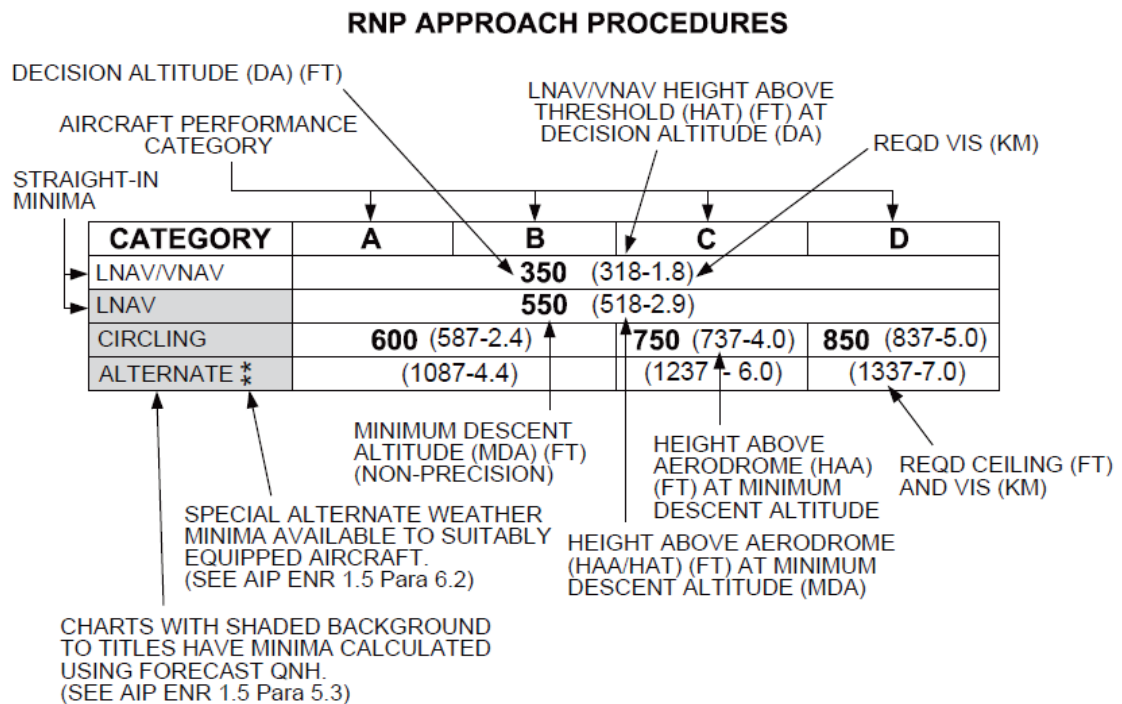 RNP APPROACH PROCEDURES
DECISION ALTITUDE (DA) (FT)
LNAV/VNAV HEIGHT ABOVE
THRESHOLD (HAT) (FT) AT
DECISION ALTITUDE (DA)
AIRCRAFT PERFORMANCE
CATEGORY
REQD VIS (KM)
STRAIGHT-IN
MINIMA
CATEGORY A B C D
LNAV/VNAV 350 (318-1.8)
LNAV 550 (518-2.9)
CIRCLING 600 (587-2.4) 750 (737-4.0) 850 (837-5.0)
ALTERNATE ** (1087-4.4) (1237 - 6.0) (1337-7.0)
MINIMUM DESCENT
ALTITUDE (MDA) (FT)
(NON-PRECISION)
HEIGHT ABOVE
AERODROME (HAA)
(FT) AT MINIMUM
DESCENT ALTITUDE
REQD CEILING (FT)
AND VIS (KM)
SPECIAL ALTERNATE WEATHER
MINIMA AVAILABLE TO SUITABLY
EQUIPPED AIRCRAFT.
(SEE AIP ENR 1.5 Para 6.2)
HEIGHT ABOVE AERODROME
(HAA/HAT) (FT) AT MINIMUM
DESCENT ALTITUDE (MDA)
CHARTS WITH SHADED BACKGROUND
TO TITLES HAVE MINIMA CALCULATED
USING FORECAST QNH.
(SEE AIP ENR 1.5 Para 5.3)